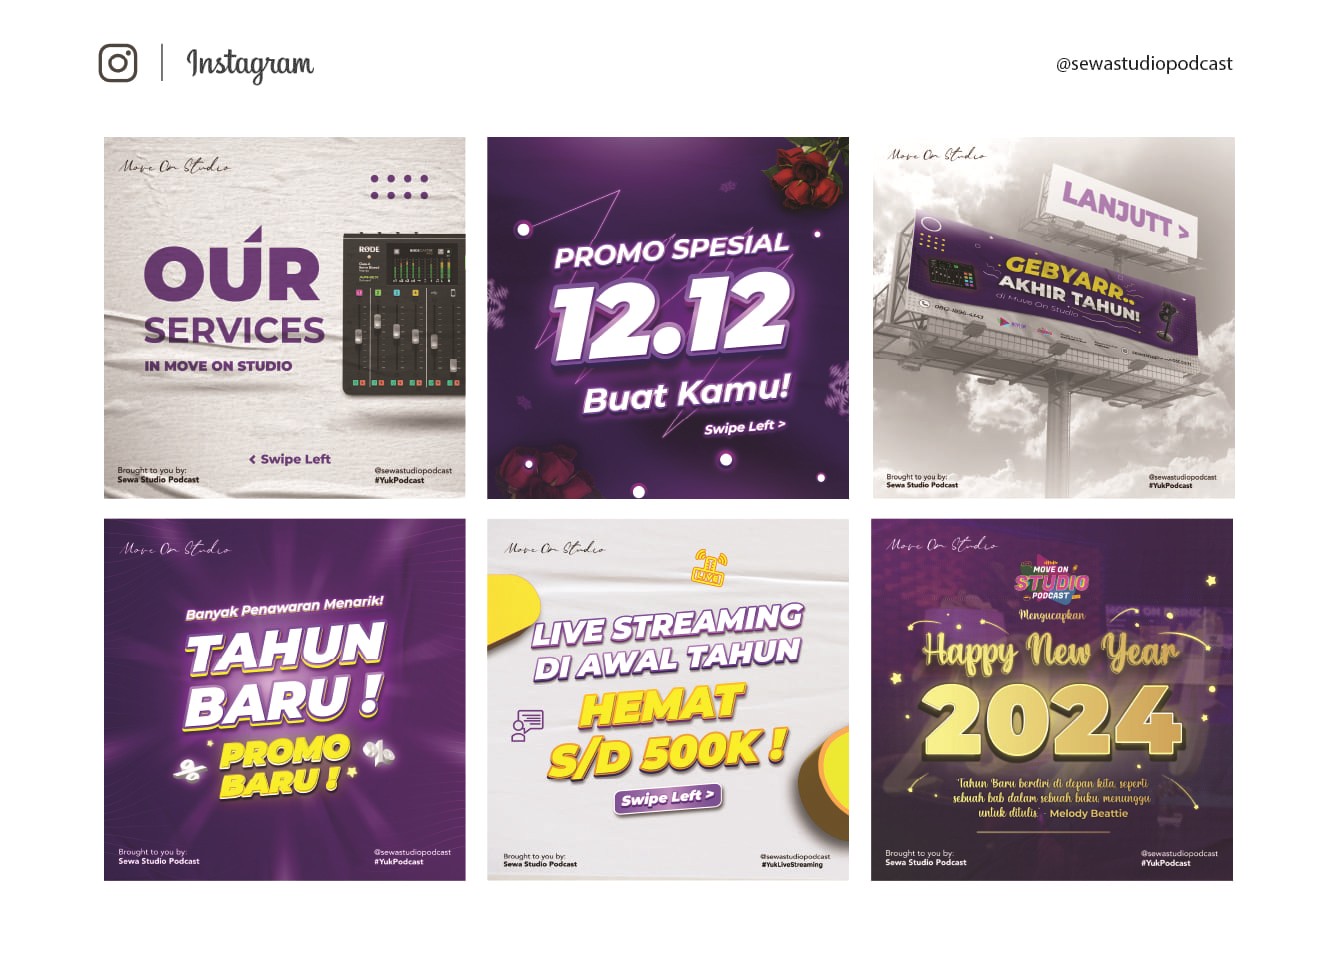 Instagram
@sewastudiopodcast
Move On Studio
OUR
SERVICES
IN MOVE ON STUDIO
RØDE
< Swipe Left
Brought to you by:
Sewa Studio Podcast
@sewastudiopodcast
#YukPodcast
PROMO SPESIAL
12.12
Buat Kamu!
Swipe Left >
Move On Studio
LANJUTT >
GEBYARR..
AKHIR TAHUN!
di Move On Studio
Brought to you by:
Sewa Studio Podcast
@sewastudiopodcast
#YukPodcast
Move On Studio
Banyak Penawaran Menarik!
TAHUN
BARU !
PROMO
BARU !
%
%
Brought to you by:
Sewa Studio Podcast
@sewastudiopodcast
#YukPodcast
Move On Studio
LIVE
LIVE STREAMING
DI AWAL TAHUN
HEMAT
S/D 500K !
Swipe Left >
Brought to you by:
Sewa Studio Podcast
@sewastudiopodcast
#YukLiveStreaming
Move On Studio
MOVE ON
STUDIO
PODCAST
Mengucapkan
Happy New Year
2024
"Tahun Baru berdiri di depan kita, seperti
sebuah bab dalam sebuah buku, menunggu
untuk ditulis" - Melody Beattie
Brought to you by:
Sewa Studio Podcast
@sewastudiopodcast
#YukPodcast